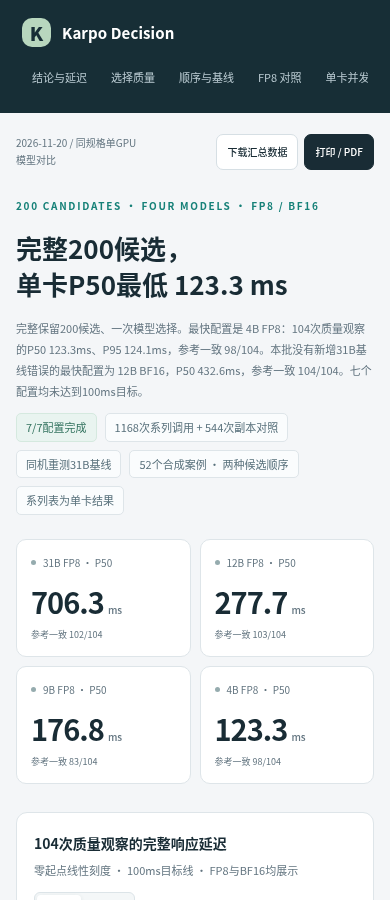 K Karpo Decision
结论与延迟 选择质量 顺序与基线 FP8 对照 单卡并发
2026-11-20 / 同规格单GPU
模型对比
下载汇总数据 打印 / PDF
200 CANDIDATES · FOUR MODELS · FP8 / BF16
完整200候选，
单卡P50最低 123.3 ms
完整保留200候选、一次模型选择。最快配置是 4B FP8：104次质量观察
的P50 123.3ms、P95 124.1ms，参考一致 98/104。本批没有新增31B基
线错误的最快配置为 12B BF16，P50 432.6ms，参考一致 104/104。七个
配置均未达到100ms目标。
7/7配置完成 1168次系列调用 + 544次副本对照
同机重测31B基线 52个合成案例 · 两种候选顺序
系列表为单卡结果
31B FP8 · P50
706.3 ms
参考一致 102/104
12B FP8 · P50
277.7 ms
参考一致 103/104
9B FP8 · P50
176.8 ms
参考一致 83/104
4B FP8 · P50
123.3 ms
参考一致 98/104
104次质量观察的完整响应延迟
零起点线性刻度 · 100ms目标线 · FP8与BF16均展示